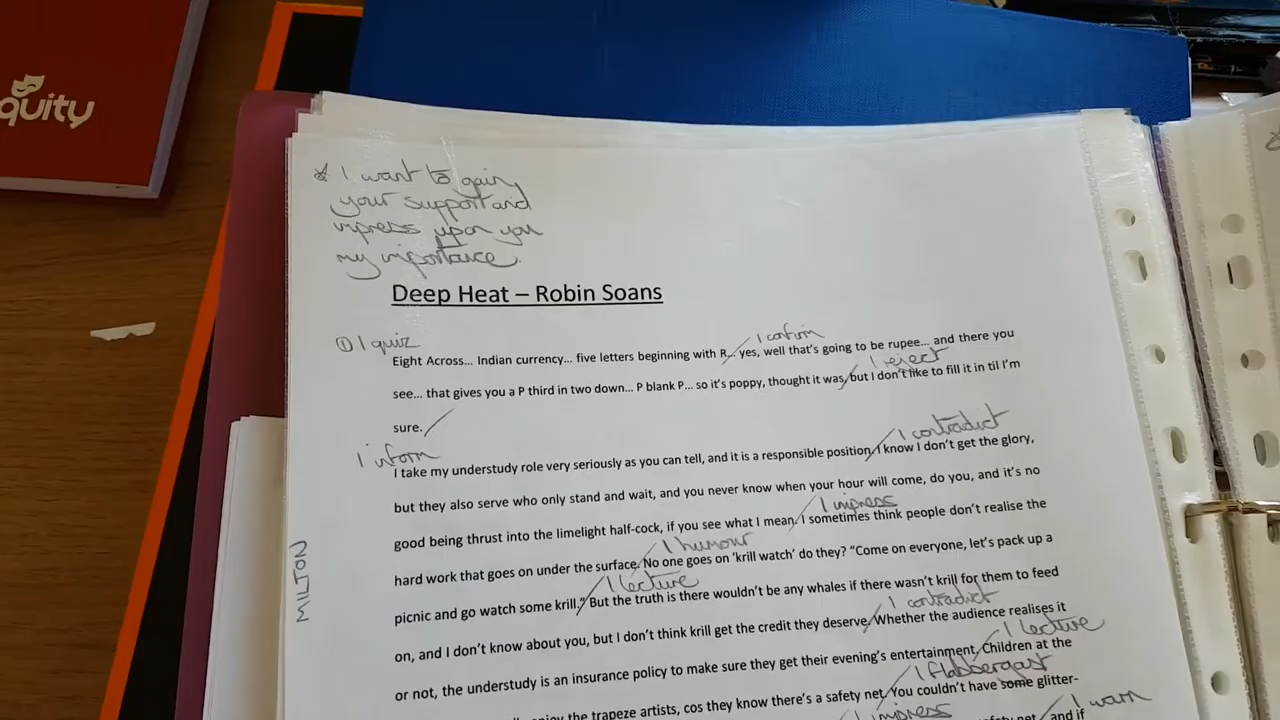 quity
* I want to gain
your support and
impress upon you
my importance.
Deep Heat – Robin Soans
① I quiz
I confirm
Eight Across... Indian currency... five letters beginning with R... yes, well that's going to be rupee... and there you
I reject
see... that gives you a P third in two down... P blank P... so it's poppy, thought it was, but I don't like to fill it in til I'm
sure.
I inform
I contradict
I take my understudy role very seriously as you can tell, and it is a responsible position, I know I don't get the glory,
but they also serve who only stand and wait, and you never know when your hour will come, do you, and it's no
I impress
good being thrust into the limelight half-cock, if you see what I mean. I sometimes think people don't realise the
I humour
hard work that goes on under the surface. No one goes on 'krill watch' do they? "Come on everyone, let's pack up a
I lecture
picnic and go watch some krill." But the truth is there wouldn't be any whales if there wasn't krill for them to feed
MILTON
I contradict
on, and I don't know about you, but I don't think krill get the credit they deserve. Whether the audience realises it
I lecture
or not, the understudy is an insurance policy to make sure they get their evening's entertainment. Children at the
I flabbergast
enjoy the trapeze artists, cos they know there's a safety net. You couldn't have some glitter-
I impress
I warn
safety net, and if